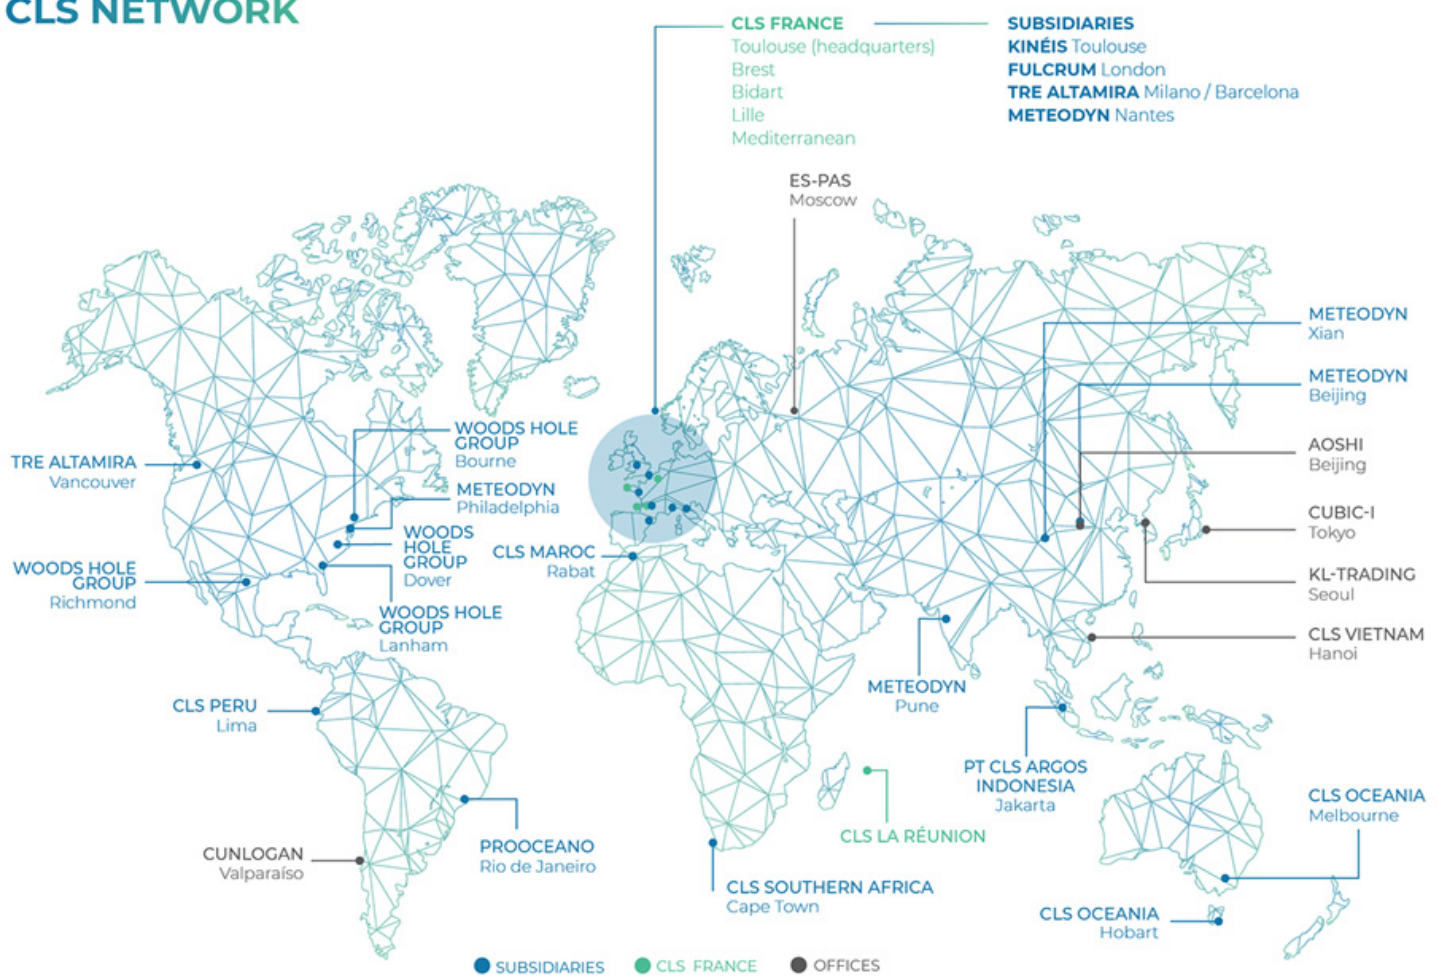 CLS NETWORK
CLS FRANCE
Toulouse (headquarters)
Brest
Bidart
Lille
Mediterranean
SUBSIDIARIES
KINÉIS Toulouse
FULCRUM London
TRE ALTAMIRA Milano / Barcelona
METEODYN Nantes
ES-PAS
Moscow
METEODYN
Xian
METEODYN
Beijing
AOSHI
Beijing
CUBIC-I
Tokyo
KL-TRADING
Seoul
CLS VIETNAM
Hanoi
WOODS HOLE
GROUP
Bourne
TRE ALTAMIRA
Vancouver
METEODYN
Philadelphia
WOODS
HOLE
GROUP
Dover
CLS MAROC
Rabat
WOODS HOLE
GROUP
Richmond
WOODS HOLE
GROUP
Lanham
METEODYN
Pune
CLS PERU
Lima
PT CLS ARGOS
INDONESIA
Jakarta
CLS OCEANIA
Melbourne
CLS LA RÉUNION
PROOCEANO
Rio de Janeiro
CUNLOGAN
Valparaíso
CLS SOUTHERN AFRICA
Cape Town
CLS OCEANIA
Hobart
SUBSIDIARIES
CLS FRANCE
OFFICES